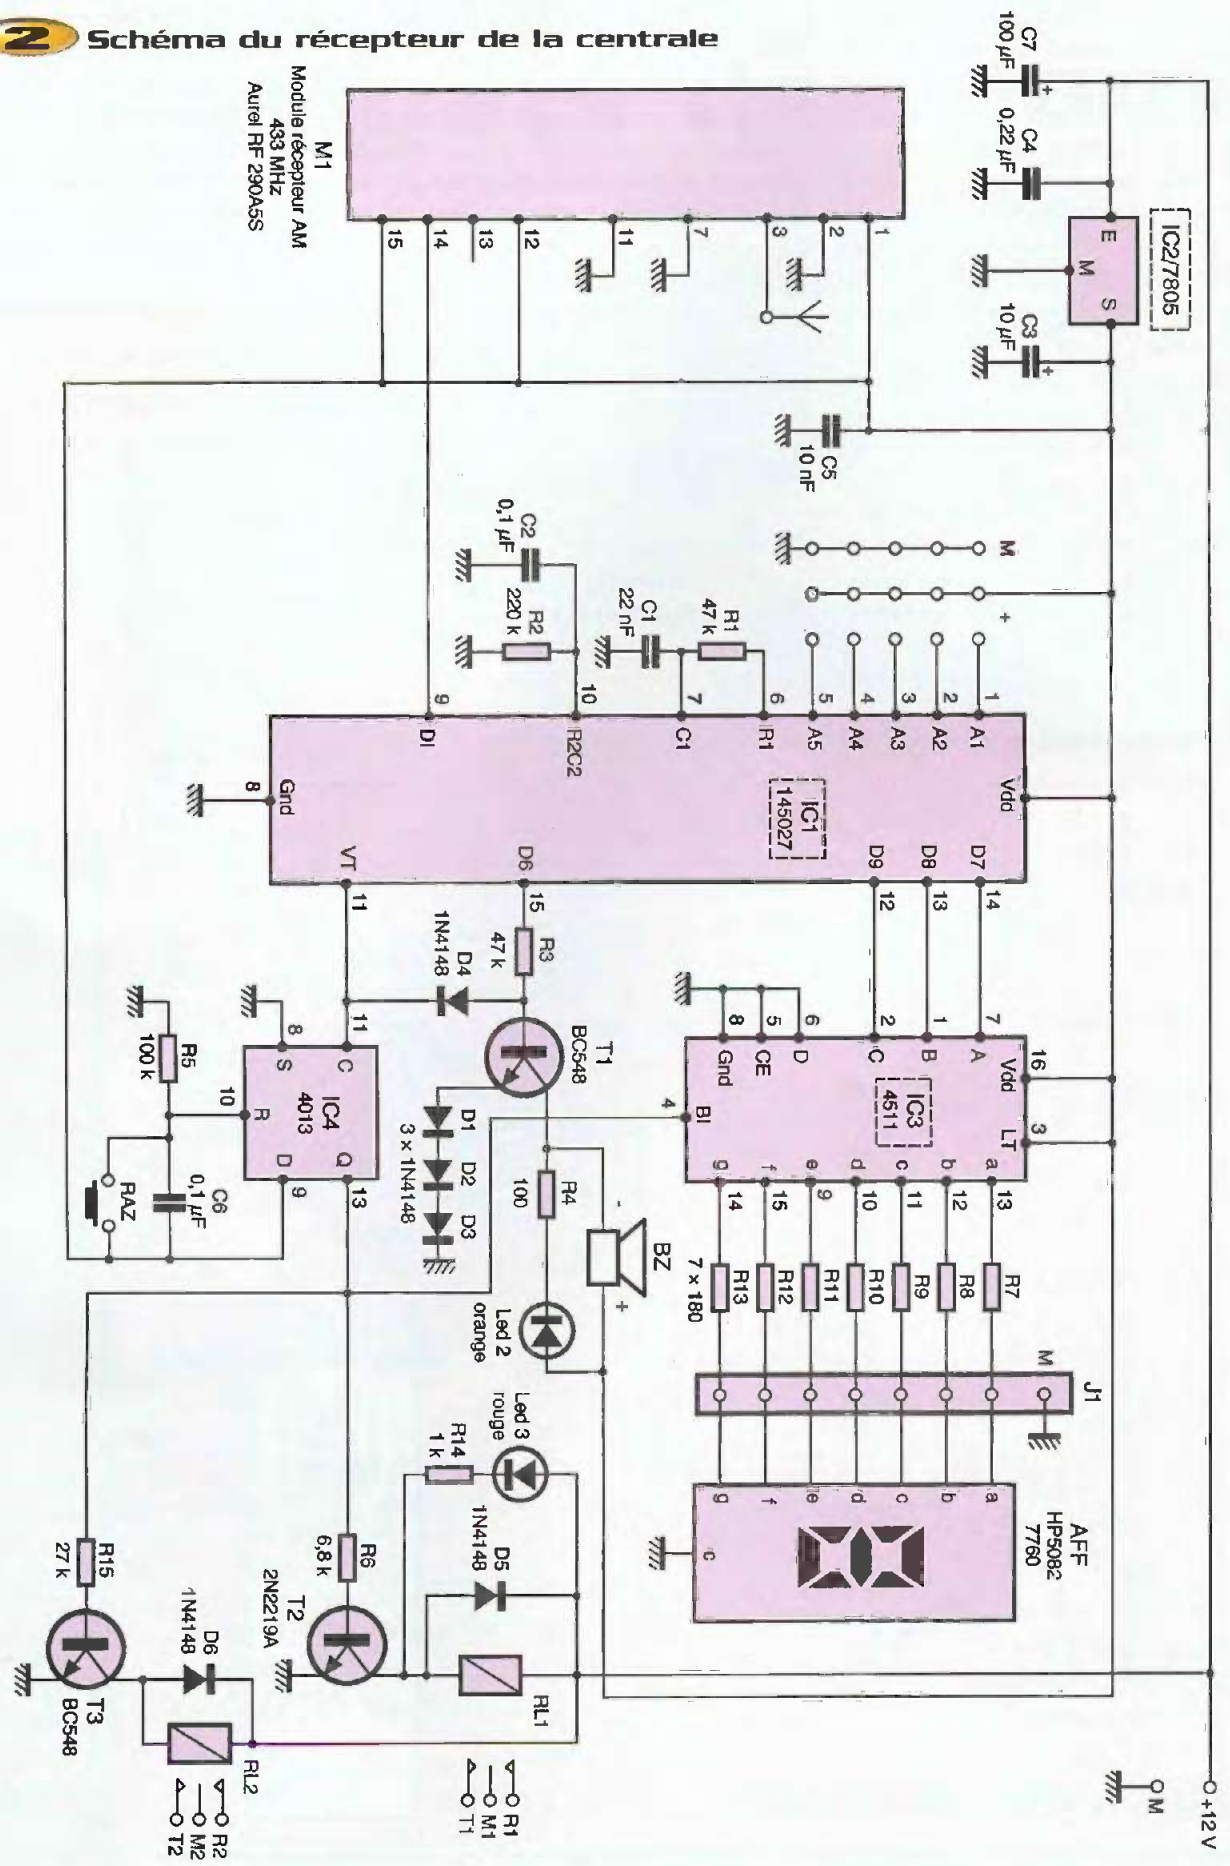 2 Schéma du récepteur de la centrale
C7
100 µF
C4
0,22 µF
IC2/7805
E
M
S
C3
10 µF
+
+
+12 V
M
M1
Module récepteur AM
433 MHz
Aurel RF 290A5S
1
2
3
7
11
12
13
14
15
C5
10 nF
M
+
C2
0,1 µF
R2
220 k
C1
22 nF
R1
47 k
1
2
3
4
5
6
7
10
9
8
A1
A2
A3
A4
A5
R1
C1
R2C2
DI
Gnd
Vdd
IC1
145027
D7
D8
D9
D6
VT
14
13
12
15
11
R3
47 k
D4
1N4148
T1
BC548
D1
D2
D3
3 x 1N4148
R4
100
BZ
-
+
Led 2
orange
7
1
2
6
5
8
4
16
3
A
B
C
D
CE
Gnd
BI
Vdd
LT
IC3
4511
a
b
c
d
e
f
g
13
12
11
10
9
15
14
R7
R8
R9
R10
R11
R12
R13
7 x 180
J1
M
a
b
c
d
e
f
g
c
AFF
HP5082
7760
R5
100 k
8
11
10
9
13
S
C
R
D
Q
IC4
4013
C6
0,1 µF
RAZ
Led 3
rouge
R14
1 k
D5
1N4148
R6
6,8 k
T2
2N2219A
RL1
R1
M1
T1
R15
27 k
T3
BC548
D6
1N4148
RL2
R2
M2
T2